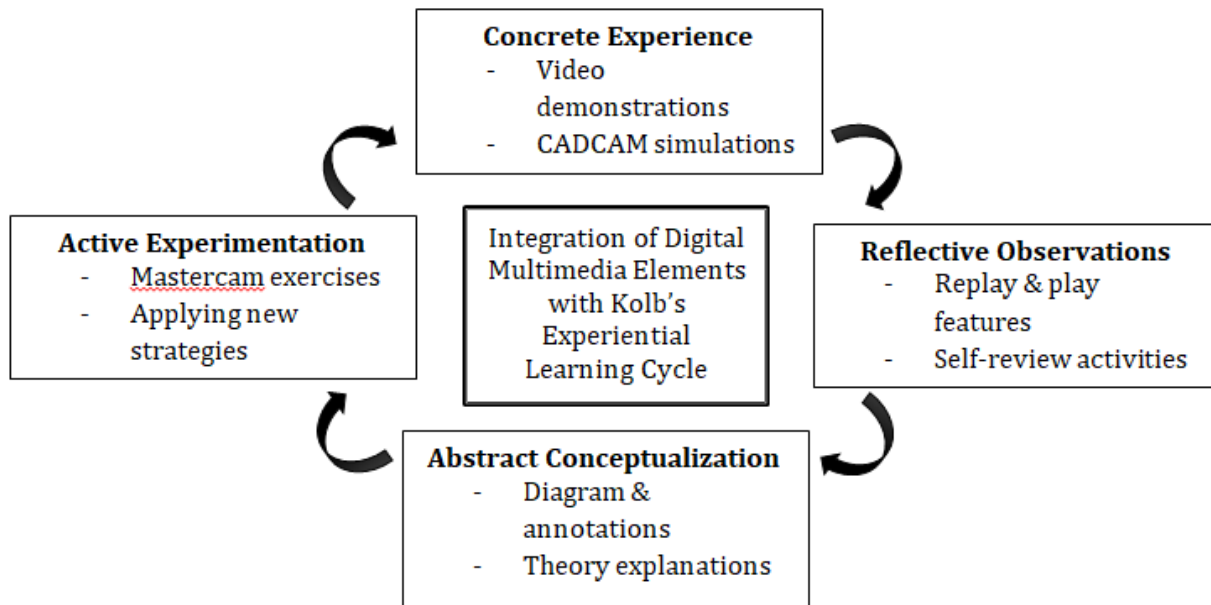 Concrete Experience
- Video
demonstrations
- CADCAM simulations
Active Experimentation
- Mastercam exercises
- Applying new
strategies
Integration of Digital
Multimedia Elements
with Kolb’s
Experiential
Learning Cycle
Reflective Observations
- Replay & play
features
- Self-review activities
Abstract Conceptualization
- Diagram &
annotations
- Theory explanations